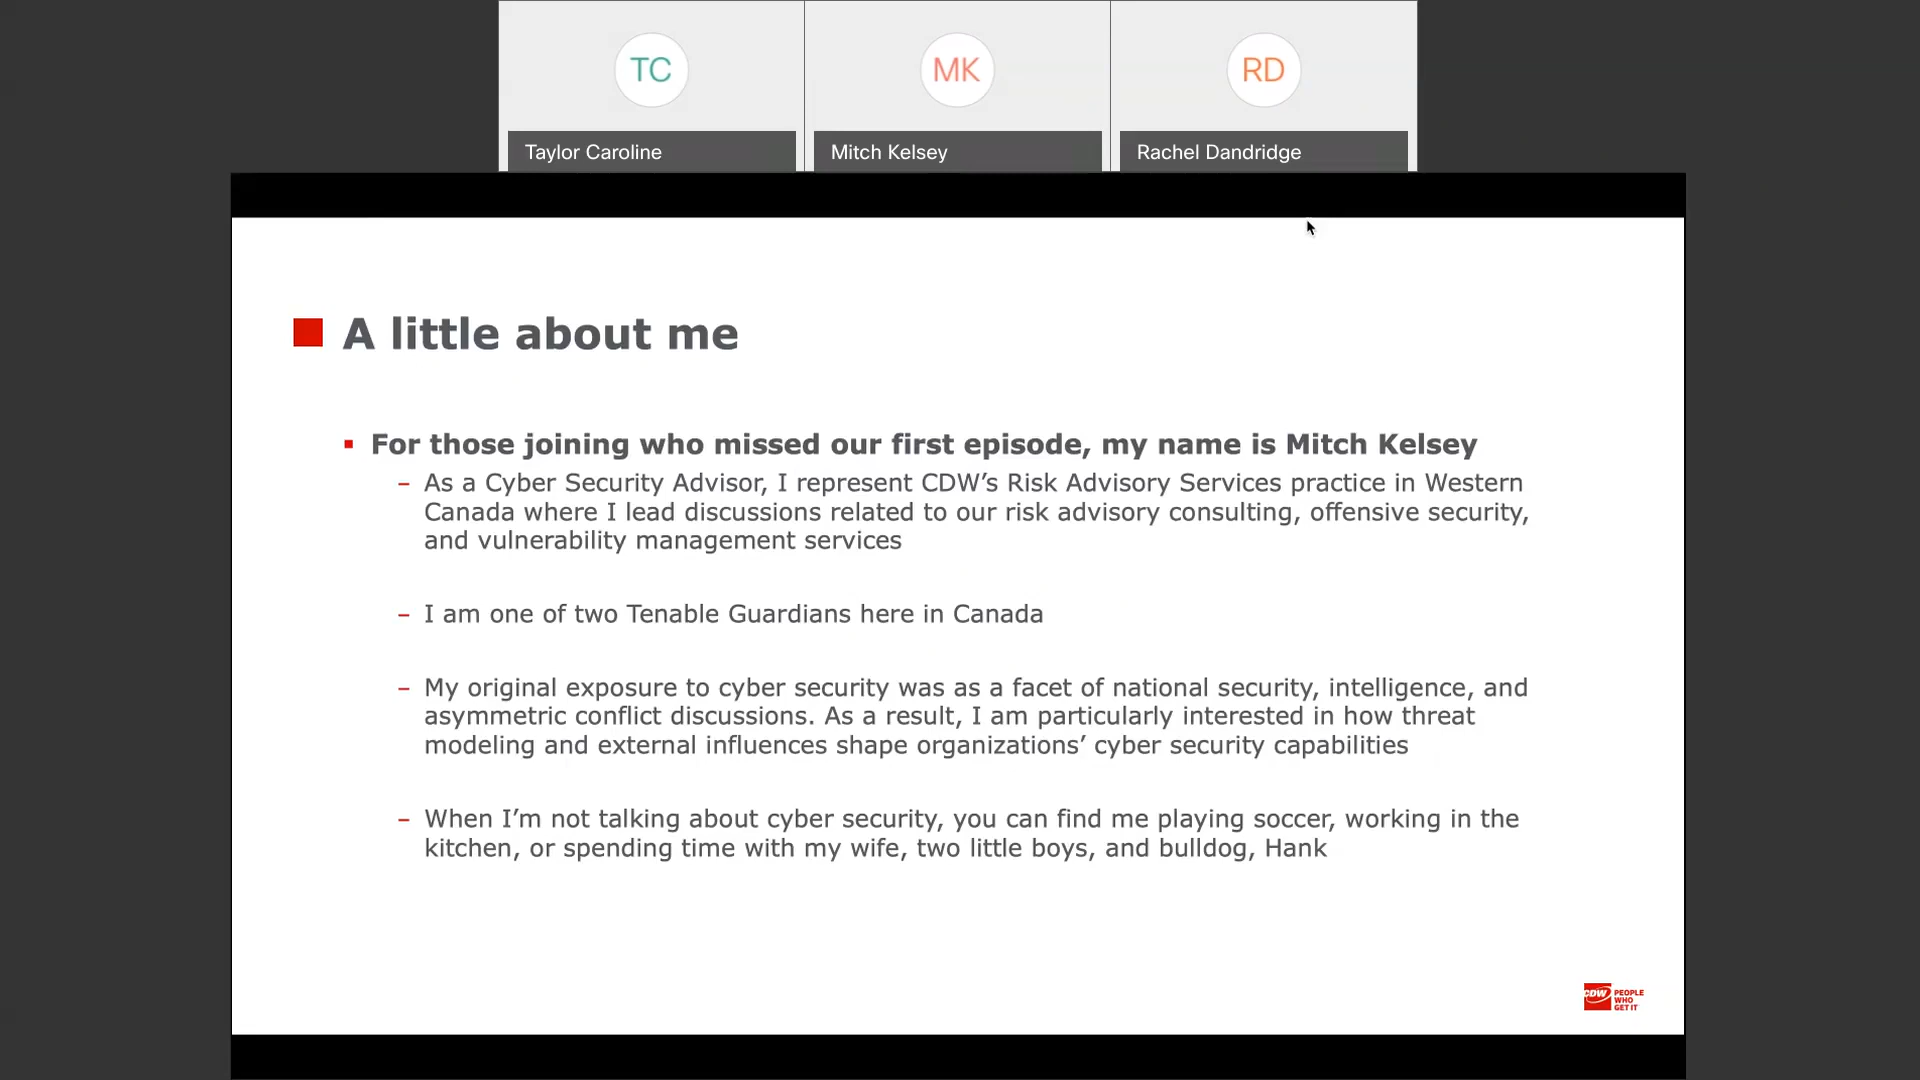 TC
MK
RD
Taylor Caroline
Mitch Kelsey
Rachel Dandridge
A little about me
For those joining who missed our first episode, my name is Mitch Kelsey
– As a Cyber Security Advisor, I represent CDW’s Risk Advisory Services practice in Western
Canada where I lead discussions related to our risk advisory consulting, offensive security,
and vulnerability management services
– I am one of two Tenable Guardians here in Canada
– My original exposure to cyber security was as a facet of national security, intelligence, and
asymmetric conflict discussions. As a result, I am particularly interested in how threat
modeling and external influences shape organizations’ cyber security capabilities
– When I’m not talking about cyber security, you can find me playing soccer, working in the
kitchen, or spending time with my wife, two little boys, and bulldog, Hank
CDW
PEOPLE
WHO
GET IT